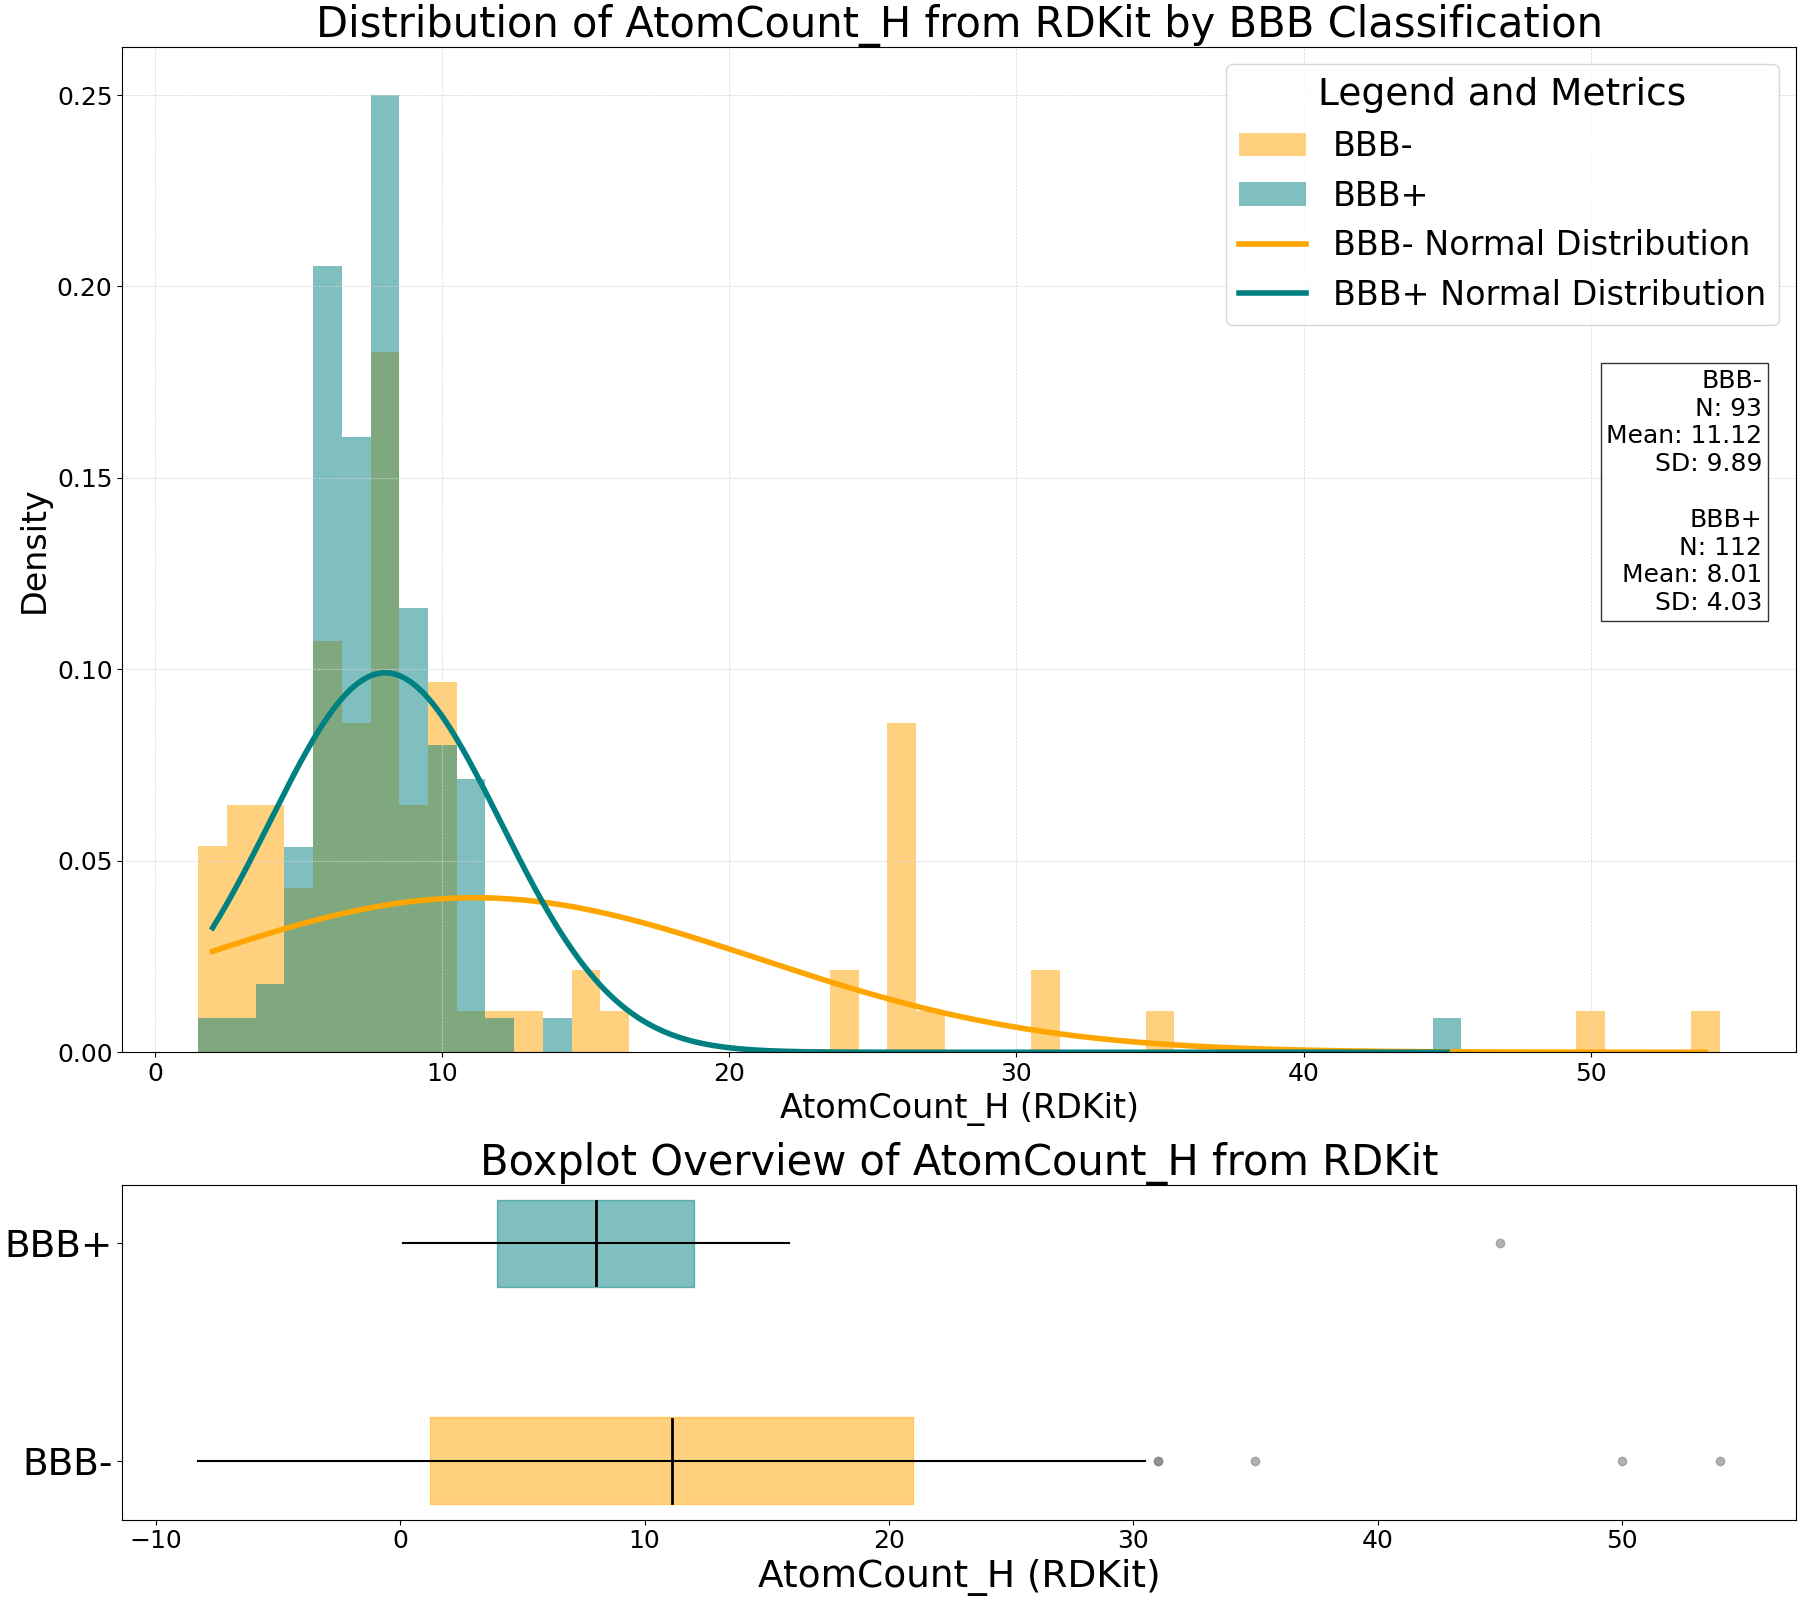 Distribution of AtomCount_H from RDKit by BBB Classification
Density
0.25
0.20
0.15
0.10
0.05
0.00
Legend and Metrics
BBB-
BBB+
BBB- Normal Distribution
BBB+ Normal Distribution
BBB-
N: 93
Mean: 11.12
SD: 9.89
BBB+
N: 112
Mean: 8.01
SD: 4.03
0 10 20 30 40 50
AtomCount_H (RDKit)
Boxplot Overview of AtomCount_H from RDKit
BBB+
BBB-
−10 0 10 20 30 40 50
AtomCount_H (RDKit)